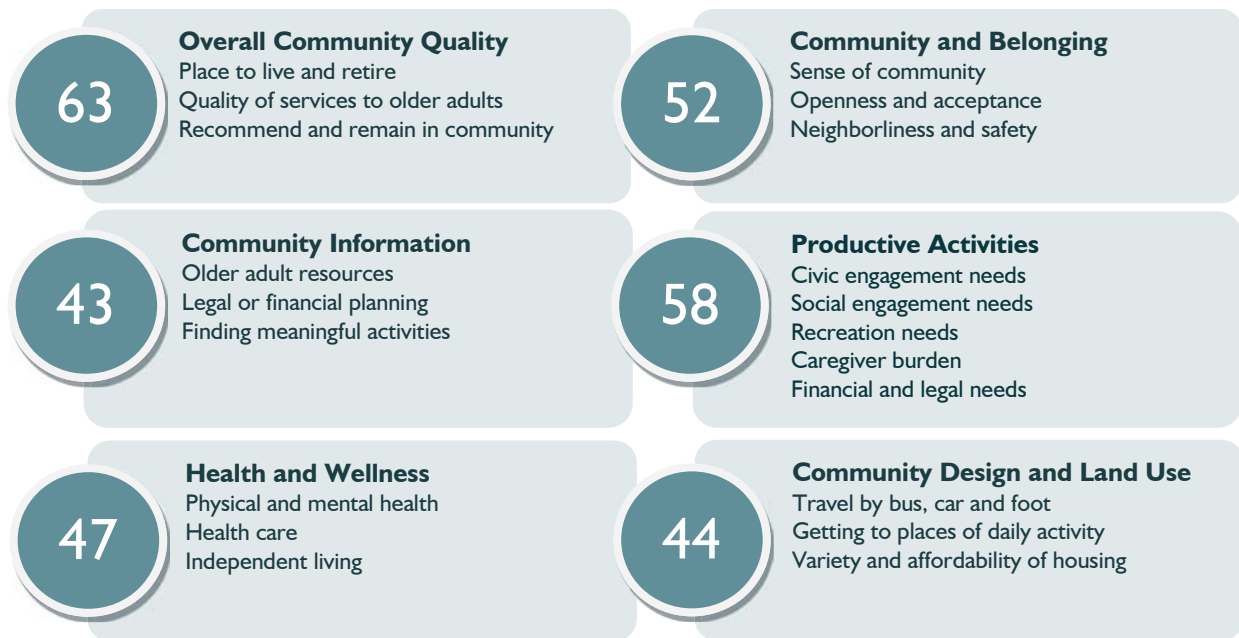 63
Overall Community Quality
Place to live and retire
Quality of services to older adults
Recommend and remain in community
52
Community and Belonging
Sense of community
Openness and acceptance
Neighborliness and safety
43
Community Information
Older adult resources
Legal or financial planning
Finding meaningful activities
58
Productive Activities
Civic engagement needs
Social engagement needs
Recreation needs
Caregiver burden
Financial and legal needs
47
Health and Wellness
Physical and mental health
Health care
Independent living
44
Community Design and Land Use
Travel by bus, car and foot
Getting to places of daily activity
Variety and affordability of housing